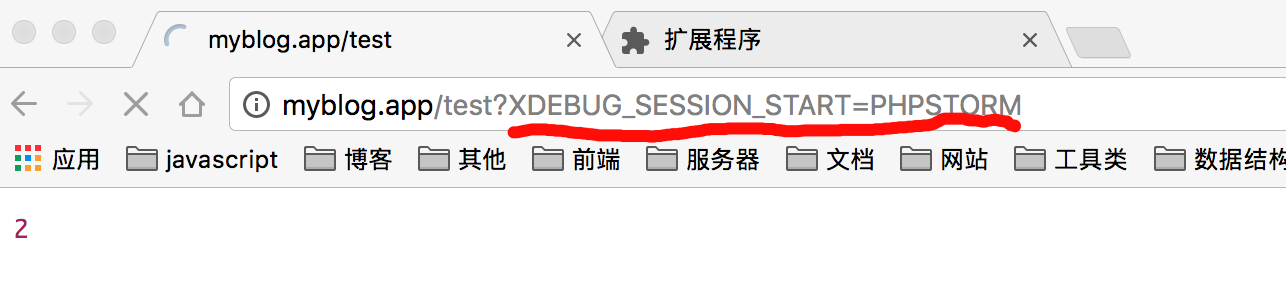 myblog.app/test
扩展程序
myblog.app/test?XDEBUG_SESSION_START=PHPSTORM
应用 javascript 博客 其他 前端 服务器 文档 网站 工具类 数据结构
2